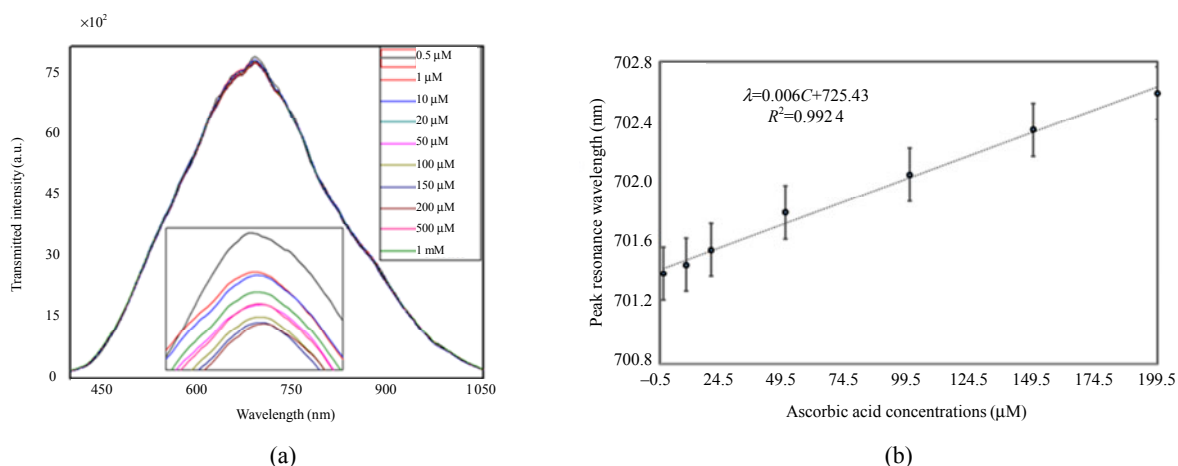 ×10²
75
60
45
30
15
0
Transmitted intensity (a.u.)
0.5 µM
1 µM
10 µM
20 µM
50 µM
100 µM
150 µM
200 µM
500 µM
1 mM
450 600 750 900 1050
Wavelength (nm)
(a)
702.8
702.4
702.0
701.6
701.2
700.8
Peak resonance wavelength (nm)
λ=0.006C+725.43
R²=0.992 4
–0.5 24.5 49.5 99.5 124.5 149.5 174.5 199.5
Ascorbic acid concentrations (µM)
(b)